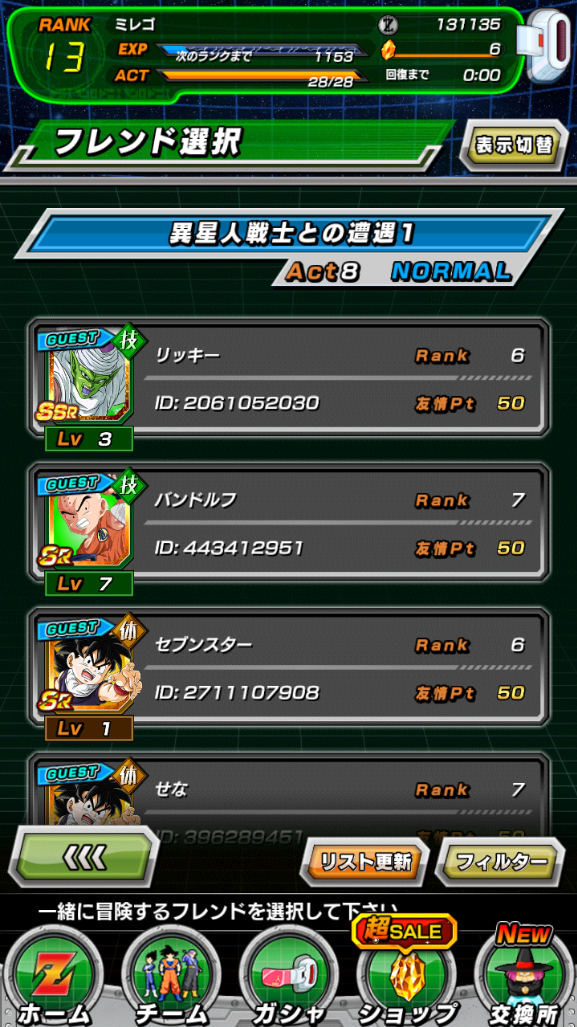 RANK ミレゴ 131135
13 EXP 次のランクまで 1153 6
ACT 28/28 回復まで 0:00
フレンド選択 表示切替
異星人戦士との遭遇1
Act8 NORMAL
GUEST 技 リッキー Rank 6
SSR ID: 2061052030 友情Pt 50
Lv 3
GUEST 技 バンドルフ Rank 7
SR ID: 443412951 友情Pt 50
Lv 7
GUEST 体 セブンスター Rank 6
SR ID: 2711107908 友情Pt 50
Lv 1
GUEST 体 せな Rank 7
ID: 396289451 友情Pt 50
リスト更新 フィルター
一緒に冒険するフレンドを選択して下さい
超SALE NEW
ホーム チーム ガシャ ショップ 交換所